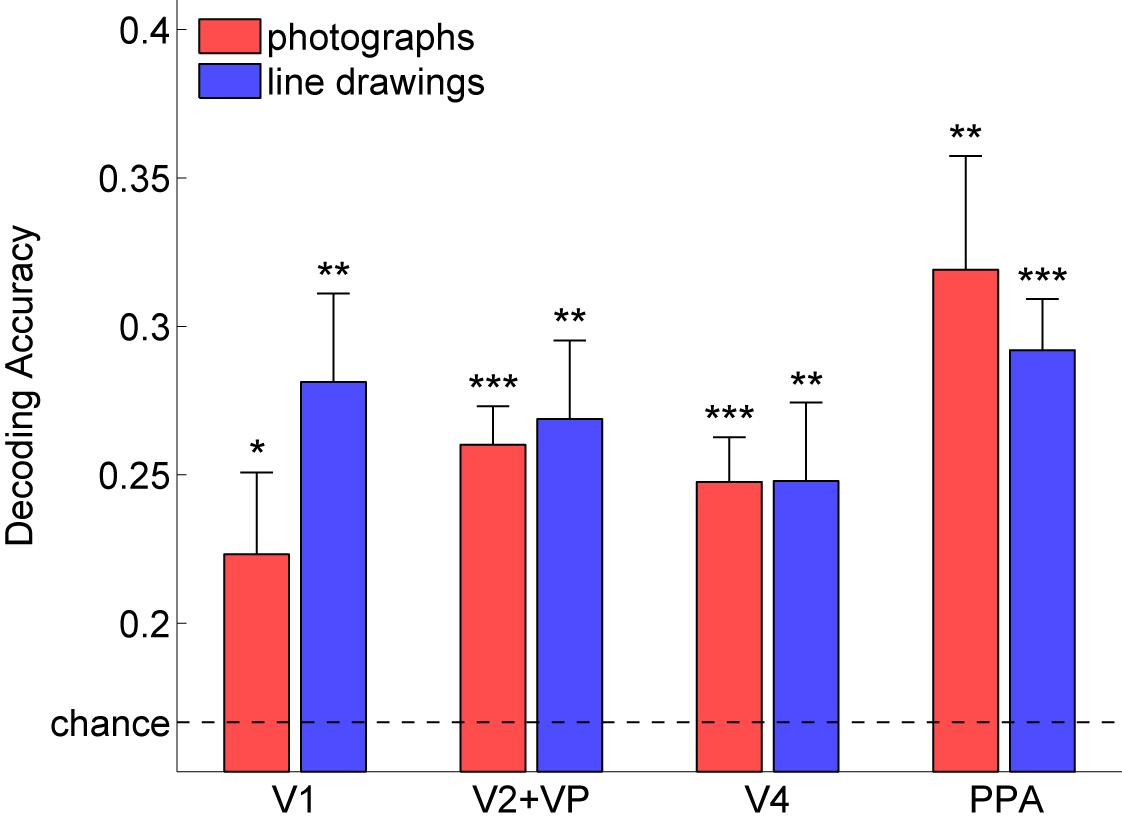 photographs
line drawings
Decoding Accuracy
0.4
0.35
0.3
0.25
0.2
chance
*
**
***
**
***
**
**
***
V1
V2+VP
V4
PPA